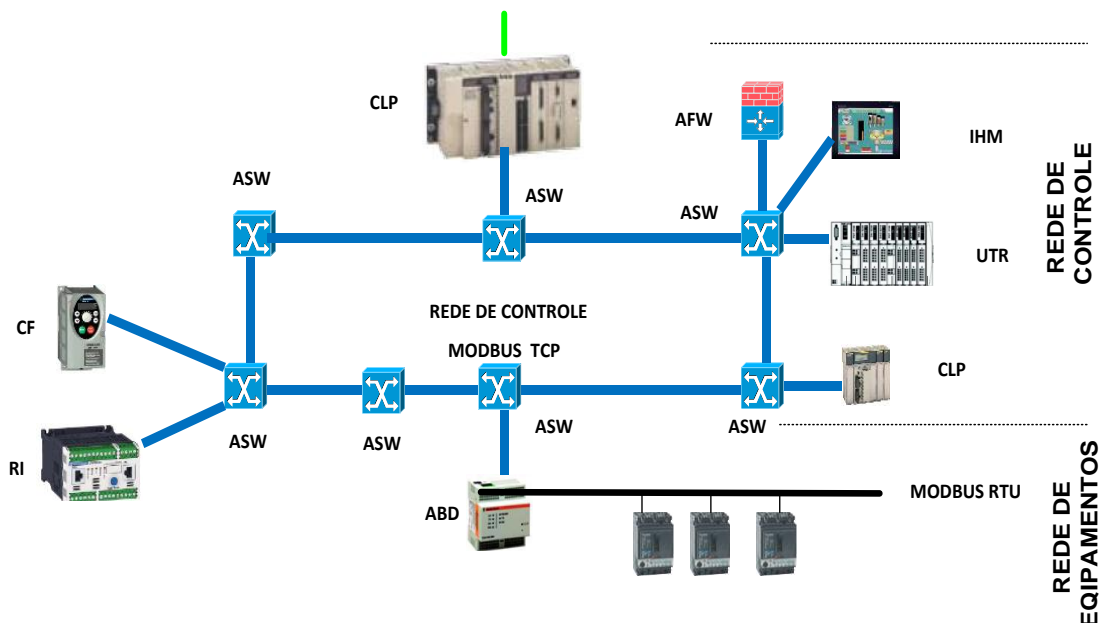 CLP
AFW
IHM
ASW
ASW
ASW
UTR
REDE DE
CONTROLE
CF
REDE DE CONTROLE
MODBUS TCP
CLP
RI
ASW
ASW
ASW
ASW
ABD
MODBUS RTU
REDE DE
EQIPAMENTOS